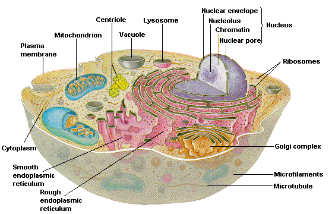 Nuclear envelope
Nucleolus
Chromatin
Nuclear pore
Nucleus
Centriole
Lysosome
Mitochondrion
Vacuole
Plasma
membrane
Ribosomes
Cytoplasm
Golgi complex
Smooth
endoplasmic
reticulum
Rough
endoplasmic
reticulum
Microfilaments
Microtubule